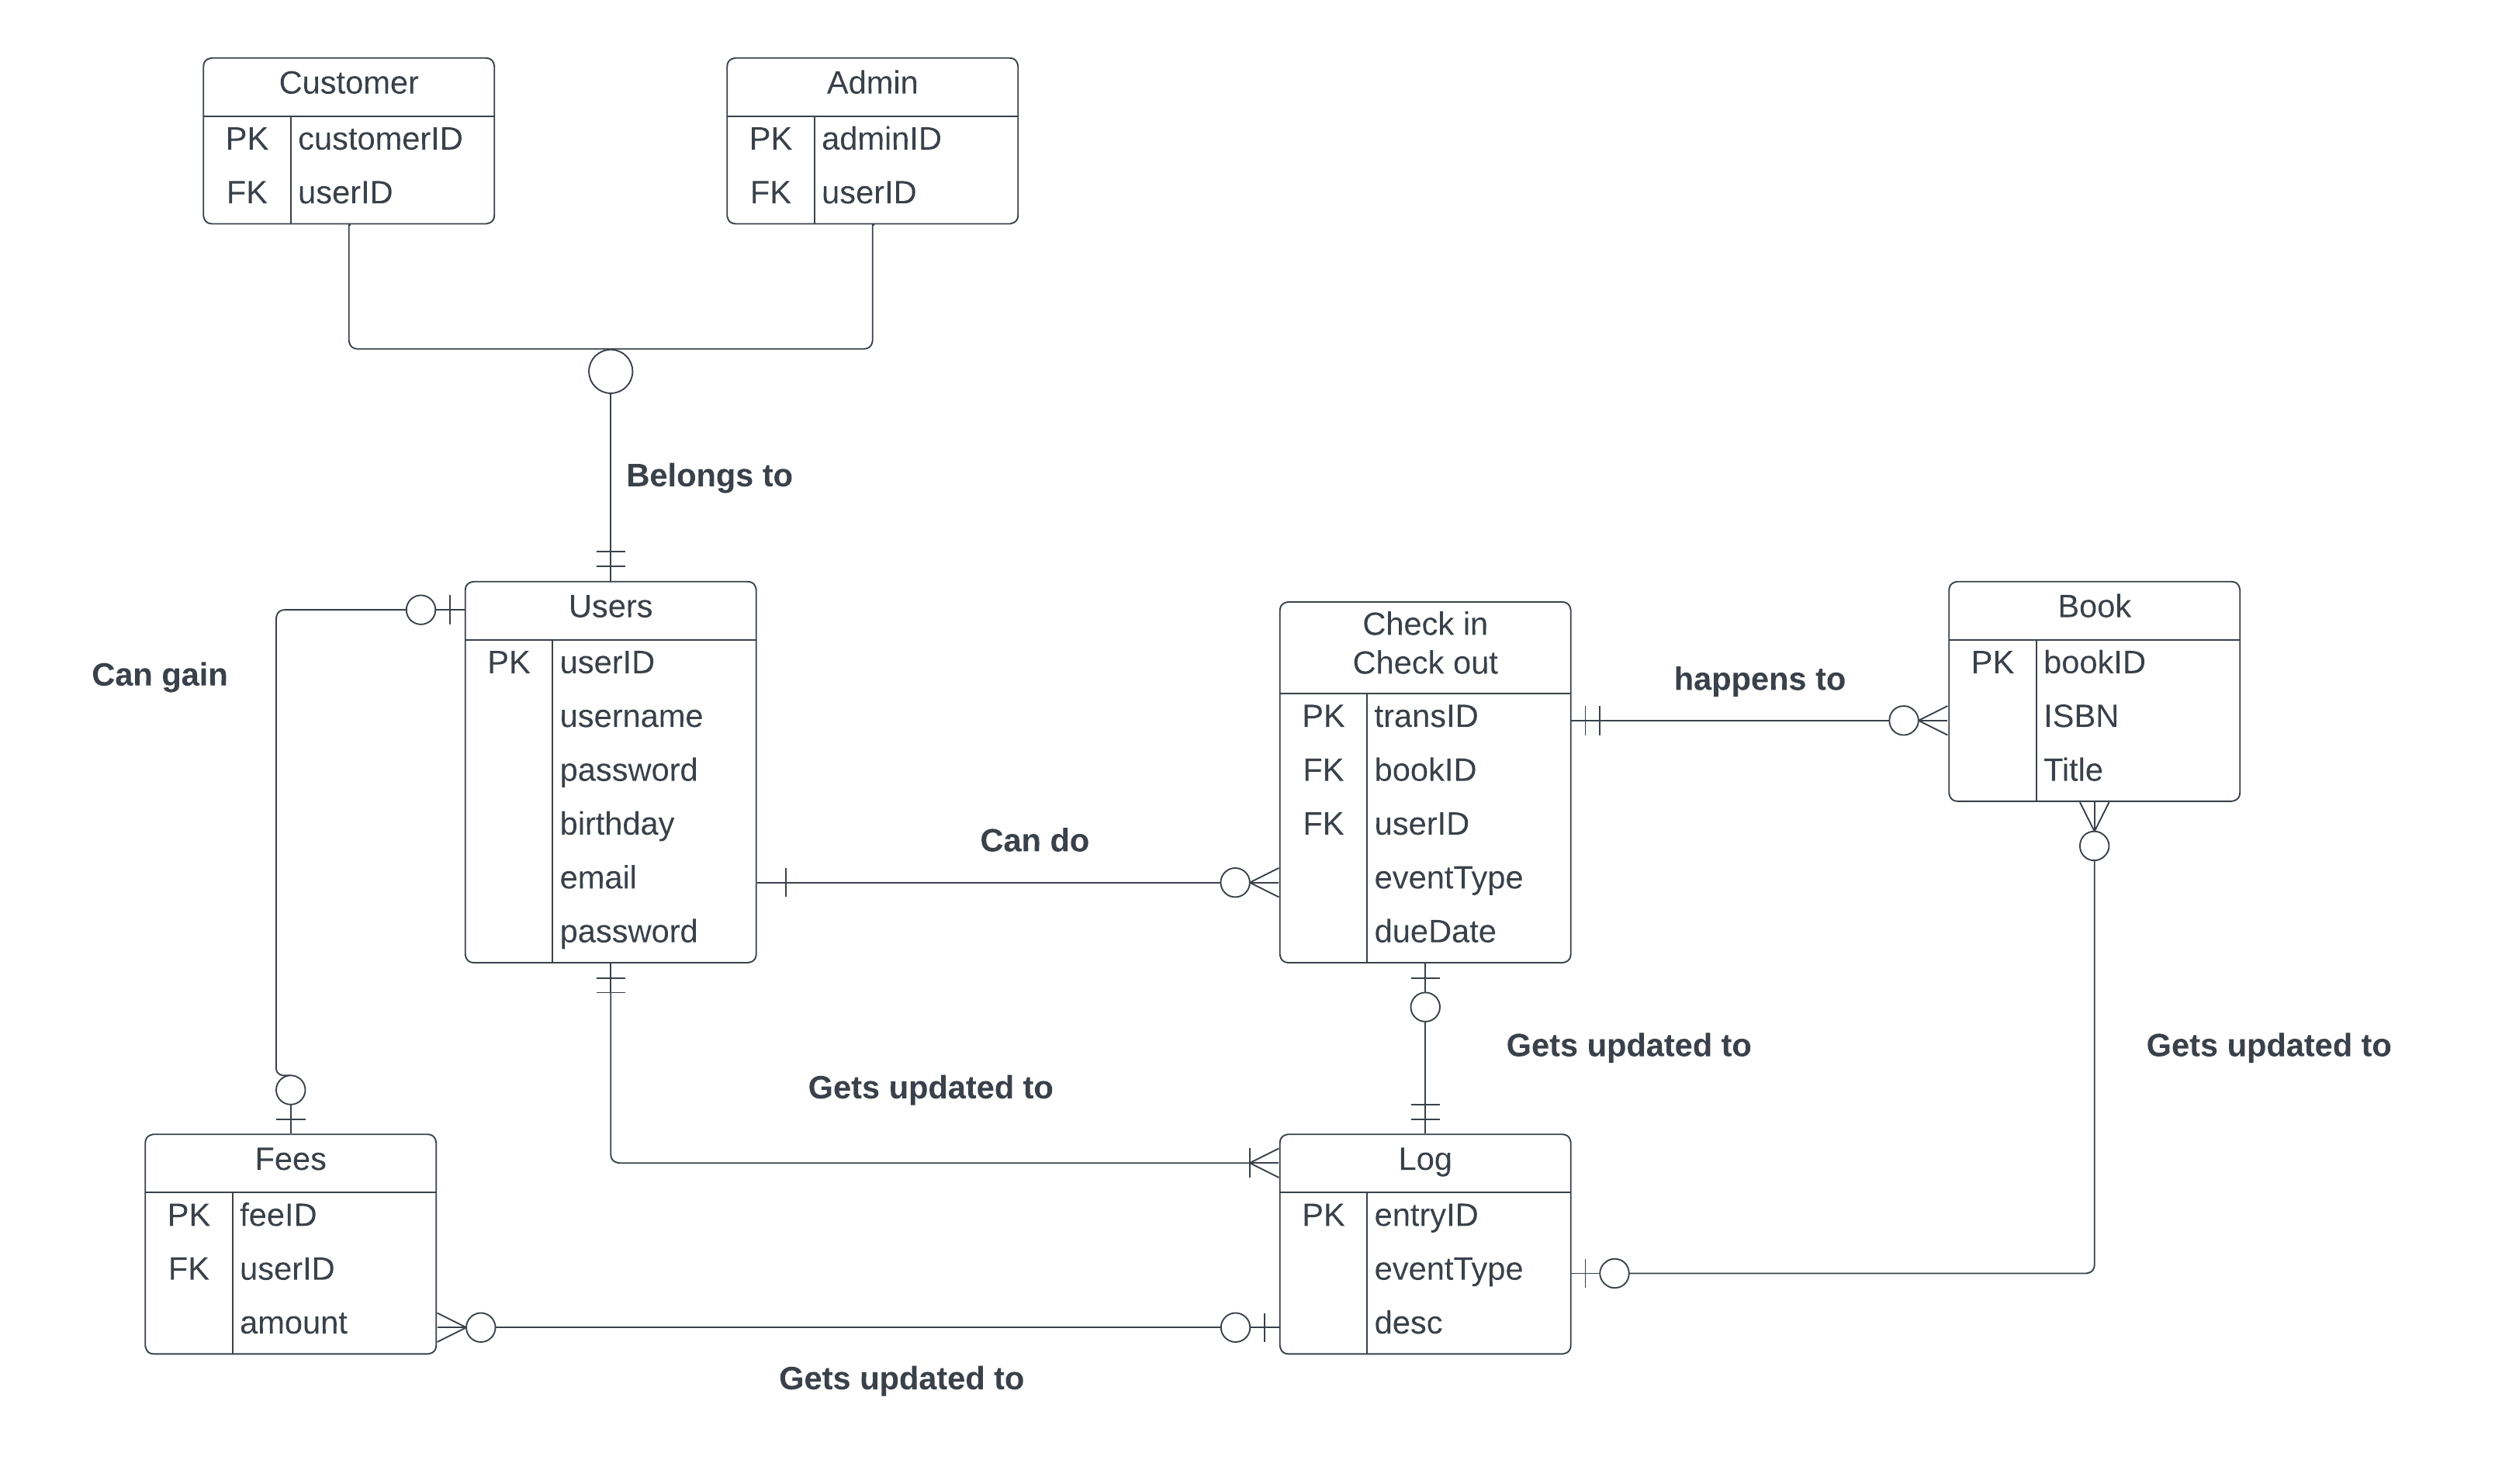 Customer
PK customerID
FK userID
Admin
PK adminID
FK userID
Belongs to
Can gain
Users
PK userID
username
password
birthday
email
password
Can do
Check in
Check out
PK transID
FK bookID
FK userID
eventType
dueDate
happens to
Book
PK bookID
ISBN
Title
Gets updated to
Gets updated to
Gets updated to
Fees
PK feeID
FK userID
amount
Log
PK entryID
eventType
desc
Gets updated to